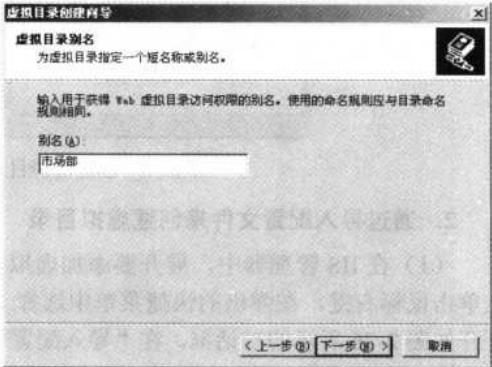 虚拟目录创建向导
虚拟目录别名
为虚拟目录指定一个短名称或别名。
输入用于获得 Web 虚拟目录访问权限的别名。使用的命名规则应与目录命名
规则相同。
别名(A):
市场部
<上一步(B) 下一步(N)> 取消